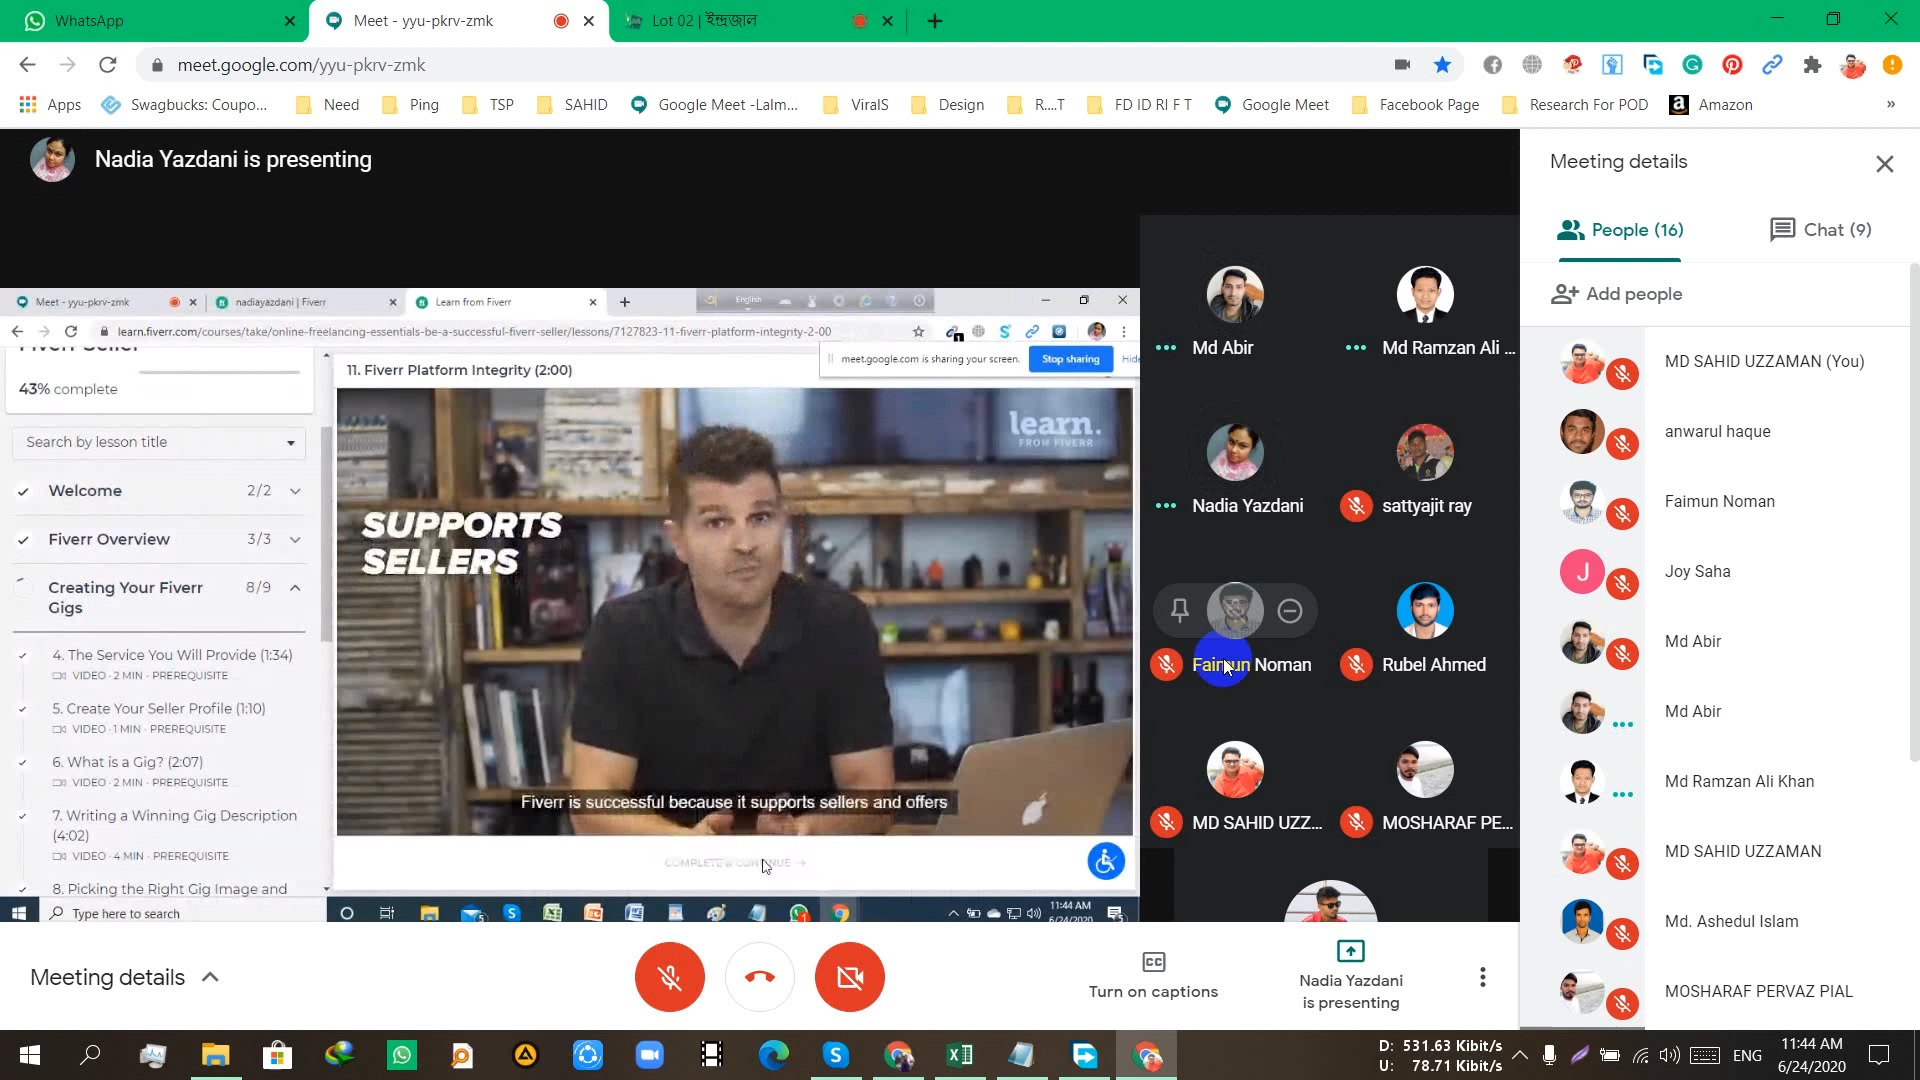 WhatsApp
Meet - yyu-pkrv-zmk
Lot 02 | ইন্দ্রজাল
meet.google.com/yyu-pkrv-zmk
Apps
Swagbucks: Coupo...
Need
Ping
TSP
SAHID
Google Meet -Lalm...
ViralS
Design
R....T
FD ID RI F T
Google Meet
Facebook Page
Research For POD
Amazon
»
Nadia Yazdani is presenting
Meet - yyu-pkrv-zmk
nadiayazdani | Fiverr
Learn from Fiverr
English
learn.fiverr.com/courses/take/online-freelancing-essentials-be-a-successful-fiverr-seller/lessons/7127823-11-fiverr-platform-integrity-2-00
meet.google.com is sharing your screen.
Stop sharing
Hide
Fiverr Seller
43% complete
Search by lesson title
Welcome 2/2
Fiverr Overview 3/3
Creating Your Fiverr 8/9
Gigs
4. The Service You Will Provide (1:34)
VIDEO · 2 MIN · PREREQUISITE
5. Create Your Seller Profile (1:10)
VIDEO · 1 MIN · PREREQUISITE
6. What is a Gig? (2:07)
VIDEO · 2 MIN · PREREQUISITE
7. Writing a Winning Gig Description
(4:02)
VIDEO · 4 MIN · PREREQUISITE
8. Picking the Right Gig Image and
11. Fiverr Platform Integrity (2:00)
learn.
FROM FIVERR
SUPPORTS
SELLERS
Fiverr is successful because it supports sellers and offers
COMPLETE & CONTINUE →
Type here to search
11:44 AM
6/24/2020
Md Abir
Md Ramzan Ali ...
Nadia Yazdani
sattyajit ray
Faimun Noman
Rubel Ahmed
MD SAHID UZZ...
MOSHARAF PE...
Meeting details
People (16)
Chat (9)
Add people
MD SAHID UZZAMAN (You)
anwarul haque
Faimun Noman
J
Joy Saha
Md Abir
Md Abir
Md Ramzan Ali Khan
MD SAHID UZZAMAN
Md. Ashedul Islam
MOSHARAF PERVAZ PIAL
Meeting details
Turn on captions
Nadia Yazdani
is presenting
D: 531.63 Kibit/s
U: 78.71 Kibit/s
ENG
11:44 AM
6/24/2020